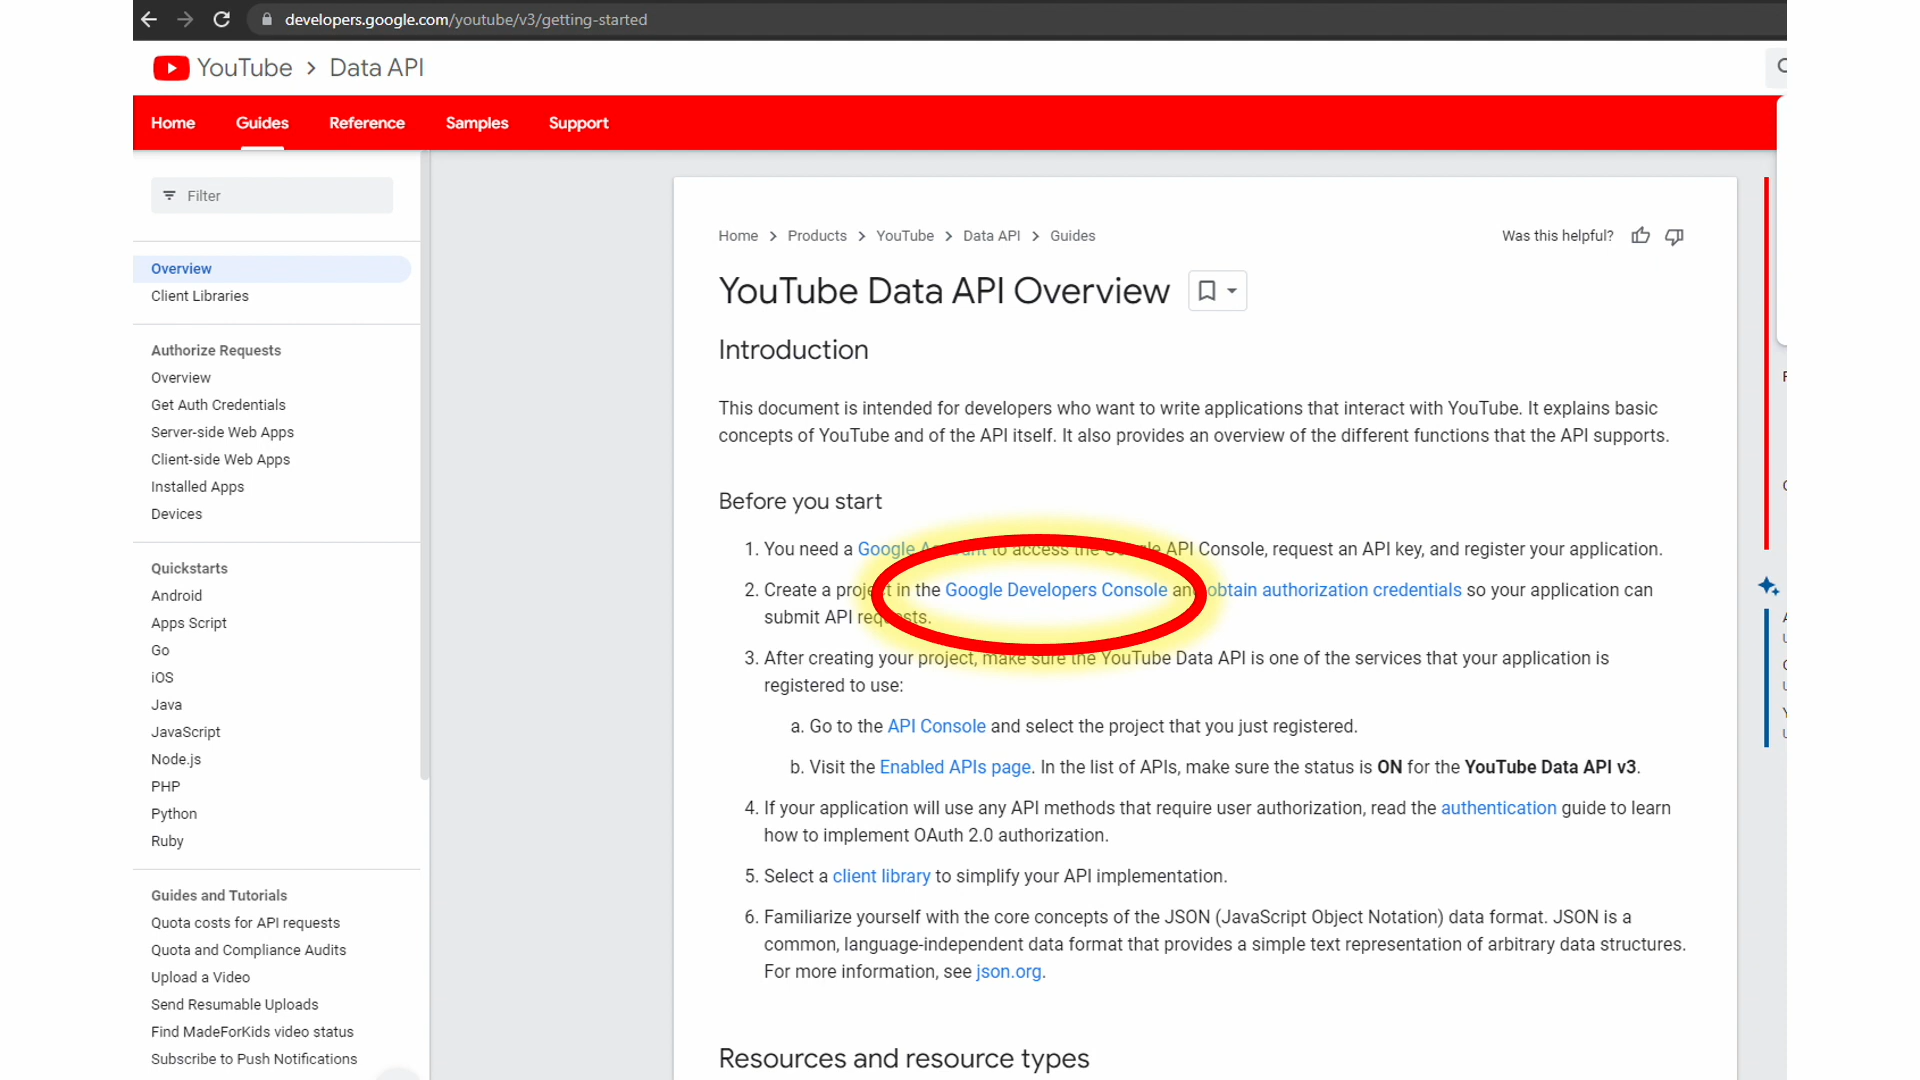 developers.google.com/youtube/v3/getting-started
YouTube > Data API
Home Guides Reference Samples Support
Filter
Overview
Client Libraries
Authorize Requests
Overview
Get Auth Credentials
Server-side Web Apps
Client-side Web Apps
Installed Apps
Devices
Quickstarts
Android
Apps Script
Go
iOS
Java
JavaScript
Node.js
PHP
Python
Ruby
Guides and Tutorials
Quota costs for API requests
Quota and Compliance Audits
Upload a Video
Send Resumable Uploads
Find MadeForKids video status
Subscribe to Push Notifications
Home > Products > YouTube > Data API > Guides
Was this helpful?
YouTube Data API Overview
Introduction
This document is intended for developers who want to write applications that interact with YouTube. It explains basic
concepts of YouTube and of the API itself. It also provides an overview of the different functions that the API supports.
Before you start
1. You need a Google Account to access the Google API Console, request an API key, and register your application.
2. Create a project in the Google Developers Console and obtain authorization credentials so your application can
submit API requests.
3. After creating your project, make sure the YouTube Data API is one of the services that your application is
registered to use:
a. Go to the API Console and select the project that you just registered.
b. Visit the Enabled APIs page. In the list of APIs, make sure the status is ON for the YouTube Data API v3.
4. If your application will use any API methods that require user authorization, read the authentication guide to learn
how to implement OAuth 2.0 authorization.
5. Select a client library to simplify your API implementation.
6. Familiarize yourself with the core concepts of the JSON (JavaScript Object Notation) data format. JSON is a
common, language-independent data format that provides a simple text representation of arbitrary data structures.
For more information, see json.org.
Resources and resource types